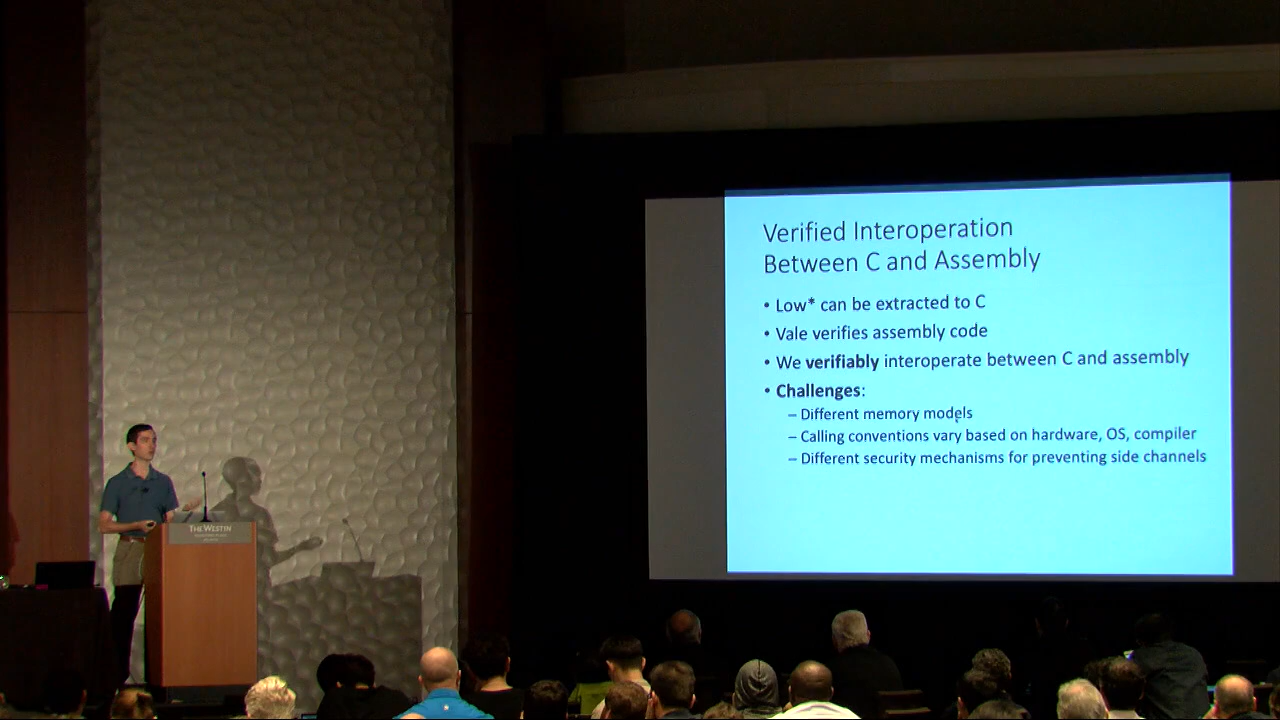 Verified Interoperation
Between C and Assembly
• Low* can be extracted to C
• Vale verifies assembly code
• We verifiably interoperate between C and assembly
• Challenges:
– Different memory models
– Calling conventions vary based on hardware, OS, compiler
– Different security mechanisms for preventing side channels
THE WESTIN